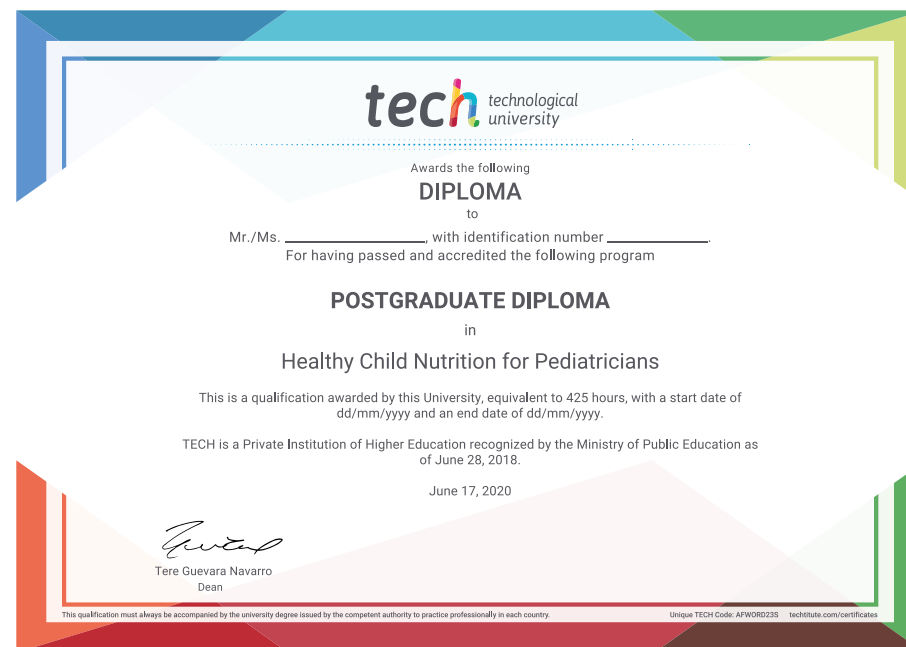 tech technological
university
Awards the following
DIPLOMA
to
Mr./Ms. ____________________, with identification number ______________.
For having passed and accredited the following program
POSTGRADUATE DIPLOMA
in
Healthy Child Nutrition for Pediatricians
This is a qualification awarded by this University, equivalent to 425 hours, with a start date of
dd/mm/yyyy and an end date of dd/mm/yyyy.
TECH is a Private Institution of Higher Education recognized by the Ministry of Public Education as
of June 28, 2018.
June 17, 2020
Tere Guevara Navarro
Dean
This qualification must always be accompanied by the university degree issued by the competent authority to practice professionally in each country.
Unique TECH Code: AFWORD23S techtitute.com/certificates